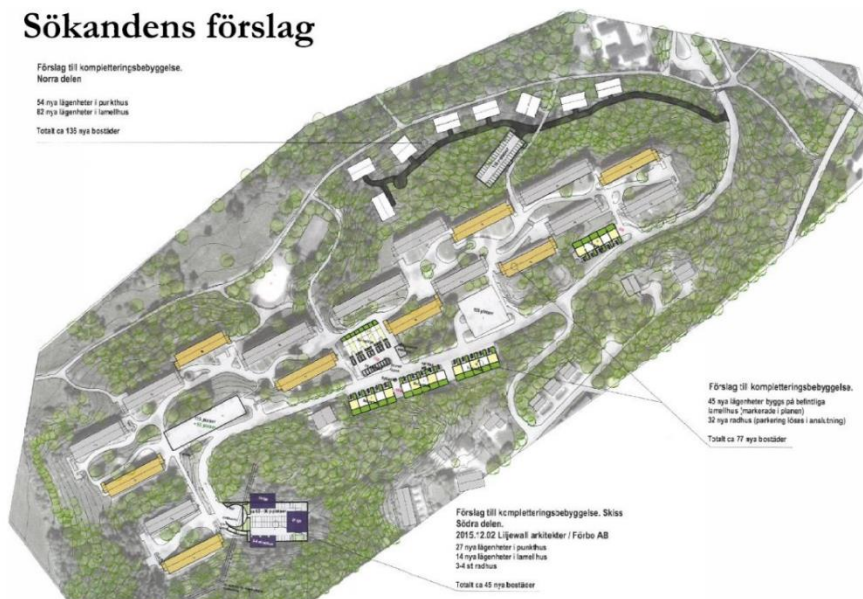 Sökandens förslag
Förslag till kompletteringsbebyggelse.
Norra delen
54 nya lägenheter i punkthus
82 nya lägenheter i lamellhus
Totalt ca 135 nya bostäder
Förslag till kompletteringsbebyggelse.
45 nya lägenheter byggs på befintliga
lamellhus (markerade i planen)
32 nya radhus (parkering löses i anslutning)
Totalt ca 77 nya bostäder
Förslag till kompletteringsbebyggelse. Skiss
Södra delen.
2015.12.02 Liljewall arkitekter / Förbo AB
27 nya lägenheter i punkthus
14 nya lägenheter i lamellhus
3-4 st radhus
Totalt ca 45 nya bostäder